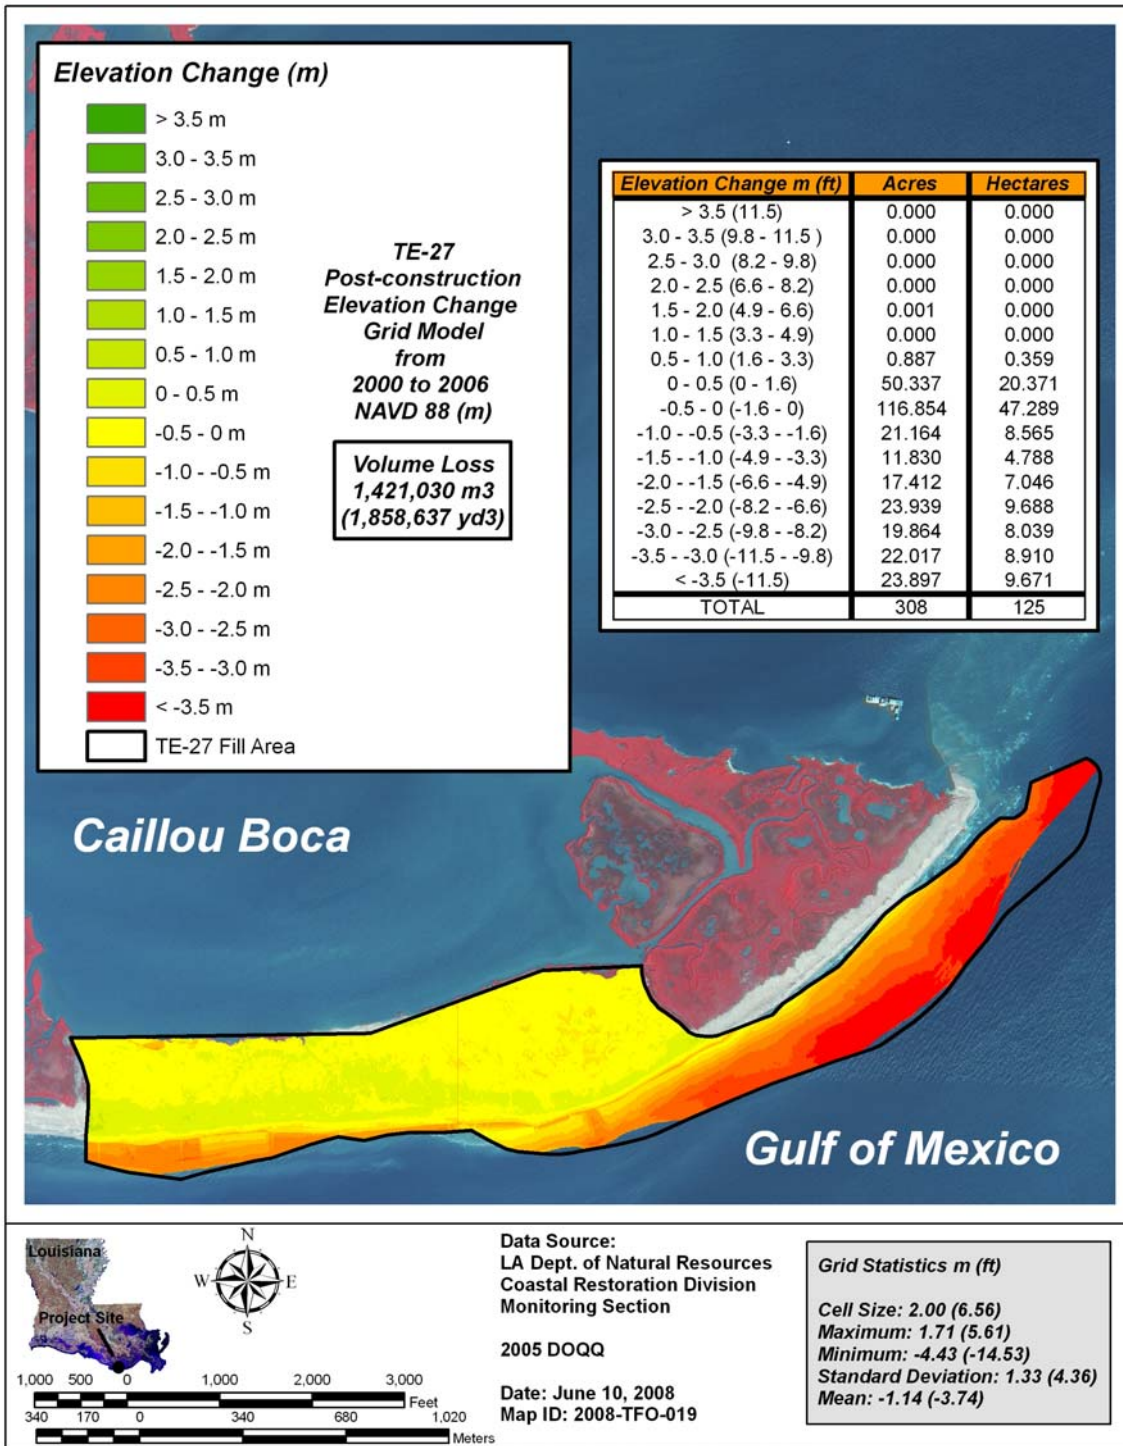 Elevation Change (m)
> 3.5 m
3.0 - 3.5 m
2.5 - 3.0 m
2.0 - 2.5 m
1.5 - 2.0 m
1.0 - 1.5 m
0.5 - 1.0 m
0 - 0.5 m
-0.5 - 0 m
-1.0 - -0.5 m
-1.5 - -1.0 m
-2.0 - -1.5 m
-2.5 - -2.0 m
-3.0 - -2.5 m
-3.5 - -3.0 m
< -3.5 m
TE-27 Fill Area
TE-27
Post-construction
Elevation Change
Grid Model
from
2000 to 2006
NAVD 88 (m)
Volume Loss
1,421,030 m3
(1,858,637 yd3)
Elevation Change m (ft) Acres Hectares
> 3.5 (11.5) 0.000 0.000
3.0 - 3.5 (9.8 - 11.5 ) 0.000 0.000
2.5 - 3.0 (8.2 - 9.8) 0.000 0.000
2.0 - 2.5 (6.6 - 8.2) 0.000 0.000
1.5 - 2.0 (4.9 - 6.6) 0.001 0.000
1.0 - 1.5 (3.3 - 4.9) 0.000 0.000
0.5 - 1.0 (1.6 - 3.3) 0.887 0.359
0 - 0.5 (0 - 1.6) 50.337 20.371
-0.5 - 0 (-1.6 - 0) 116.854 47.289
-1.0 - -0.5 (-3.3 - -1.6) 21.164 8.565
-1.5 - -1.0 (-4.9 - -3.3) 11.830 4.788
-2.0 - -1.5 (-6.6 - -4.9) 17.412 7.046
-2.5 - -2.0 (-8.2 - -6.6) 23.939 9.688
-3.0 - -2.5 (-9.8 - -8.2) 19.864 8.039
-3.5 - -3.0 (-11.5 - -9.8) 22.017 8.910
< -3.5 (-11.5) 23.897 9.671
TOTAL 308 125
Caillou Boca
Gulf of Mexico
Louisiana
Project Site
N
W E
S
1,000 500 0 1,000 2,000 3,000
Feet
340 170 0 340 680 1,020
Meters
Data Source:
LA Dept. of Natural Resources
Coastal Restoration Division
Monitoring Section
2005 DOQQ
Date: June 10, 2008
Map ID: 2008-TFO-019
Grid Statistics m (ft)
Cell Size: 2.00 (6.56)
Maximum: 1.71 (5.61)
Minimum: -4.43 (-14.53)
Standard Deviation: 1.33 (4.36)
Mean: -1.14 (-3.74)